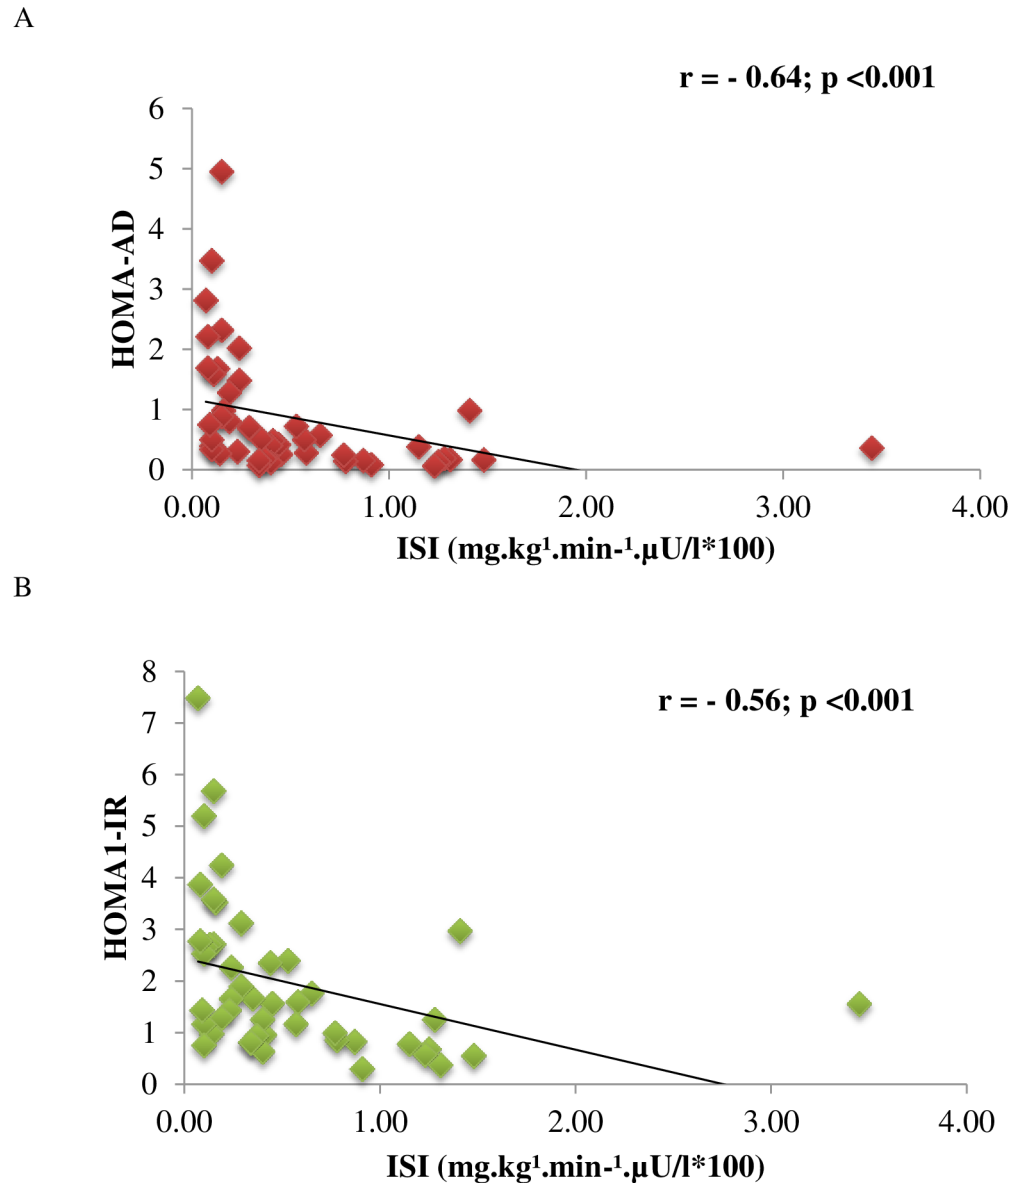 A
r = - 0.64; p <0.001
6
5
4
3
2
1
0
HOMA-AD
0.00 1.00 2.00 3.00 4.00
ISI (mg.kg¹.min-¹.µU/l*100)
B
r = - 0.56; p <0.001
8
7
6
5
4
3
2
1
0
HOMA1-IR
0.00 1.00 2.00 3.00 4.00
ISI (mg.kg¹.min-¹.µU/l*100)